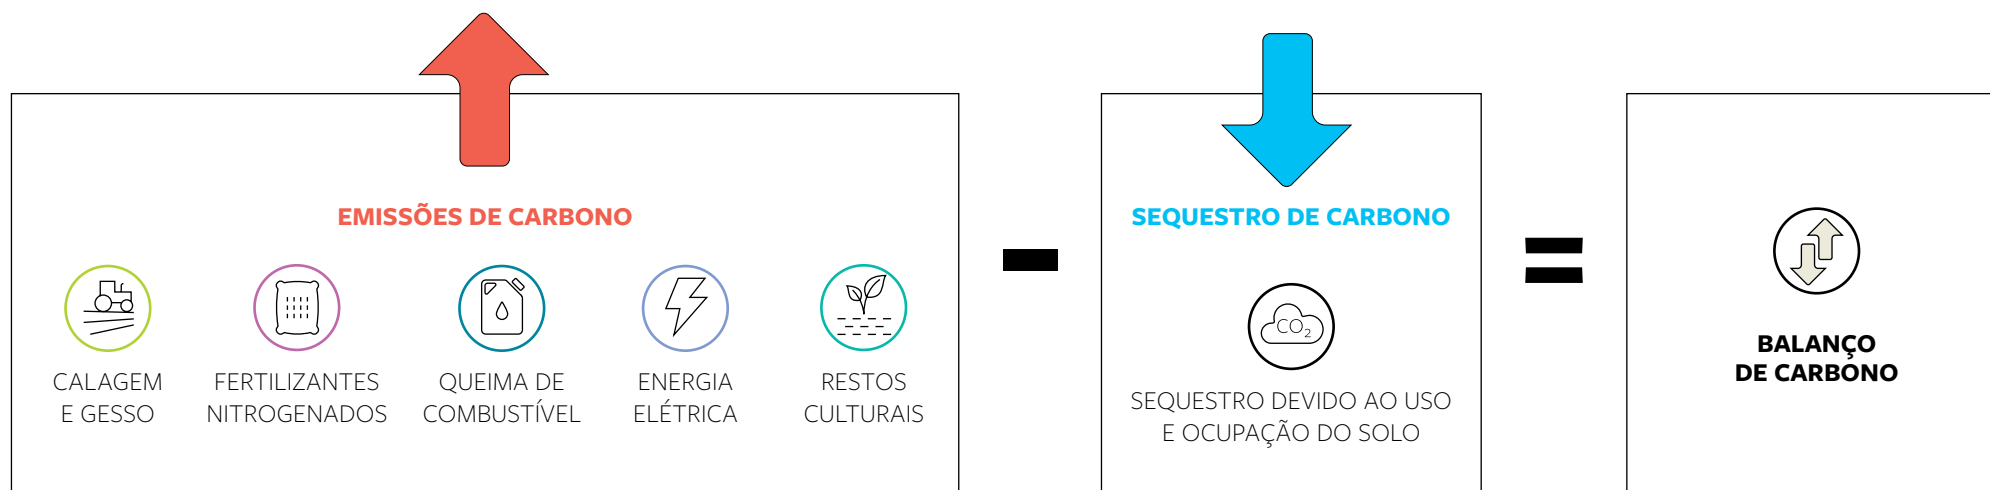 EMISSÕES DE CARBONO
CALAGEM
E GESSO
FERTILIZANTES
NITROGENADOS
QUEIMA DE
COMBUSTÍVEL
ENERGIA
ELÉTRICA
RESTOS
CULTURAIS
-
SEQUESTRO DE CARBONO
CO₂
SEQUESTRO DEVIDO AO USO
E OCUPAÇÃO DO SOLO
=
BALANÇO
DE CARBONO